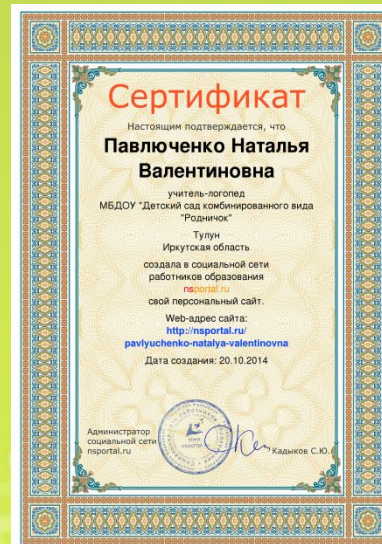 Сертификат
Настоящим подтверждается, что
Павлюченко Наталья
Валентиновна
учитель-логопед
МБДОУ "Детский сад комбинированного вида
"Родничок"
Тулун
Иркутская область
создала в социальной сети
работников образования
nsportal.ru
свой персональный сайт.
Web-адрес сайта:
http://nsportal.ru/
pavlyuchenko-natalya-valentinovna
Дата создания: 20.10.2014
Администратор
социальной сети
nsportal.ru
Кадыков С.Ю.